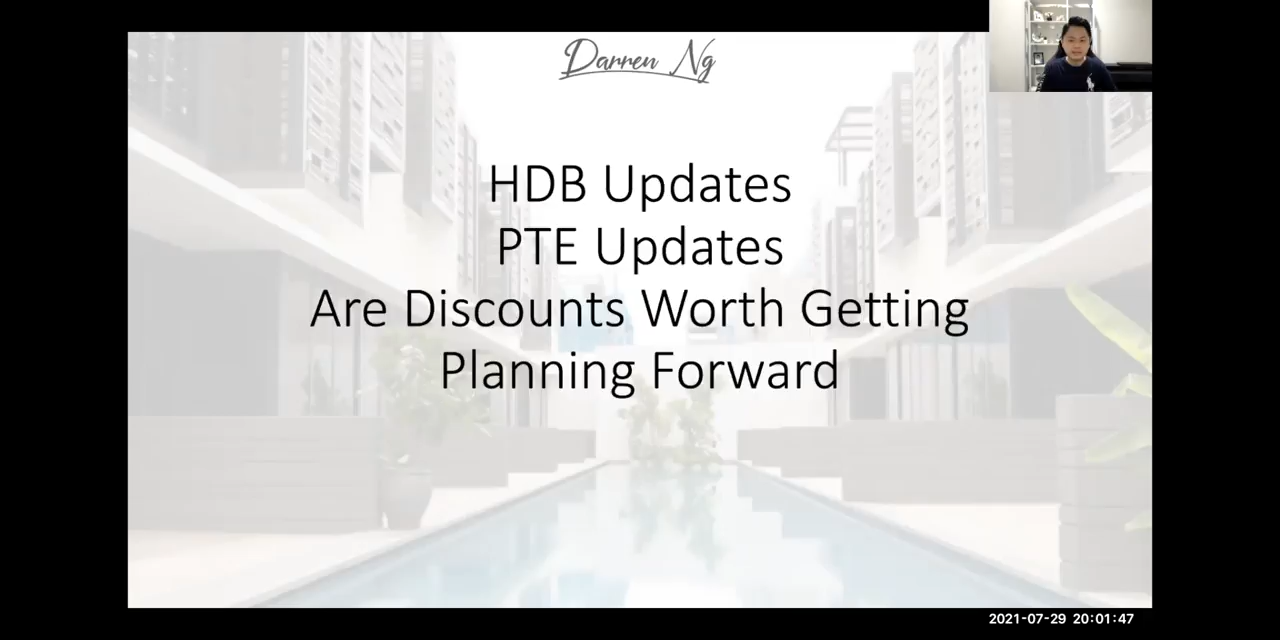 Darren Ng
HDB Updates
PTE Updates
Are Discounts Worth Getting
Planning Forward
2021-07-29 20:01:47